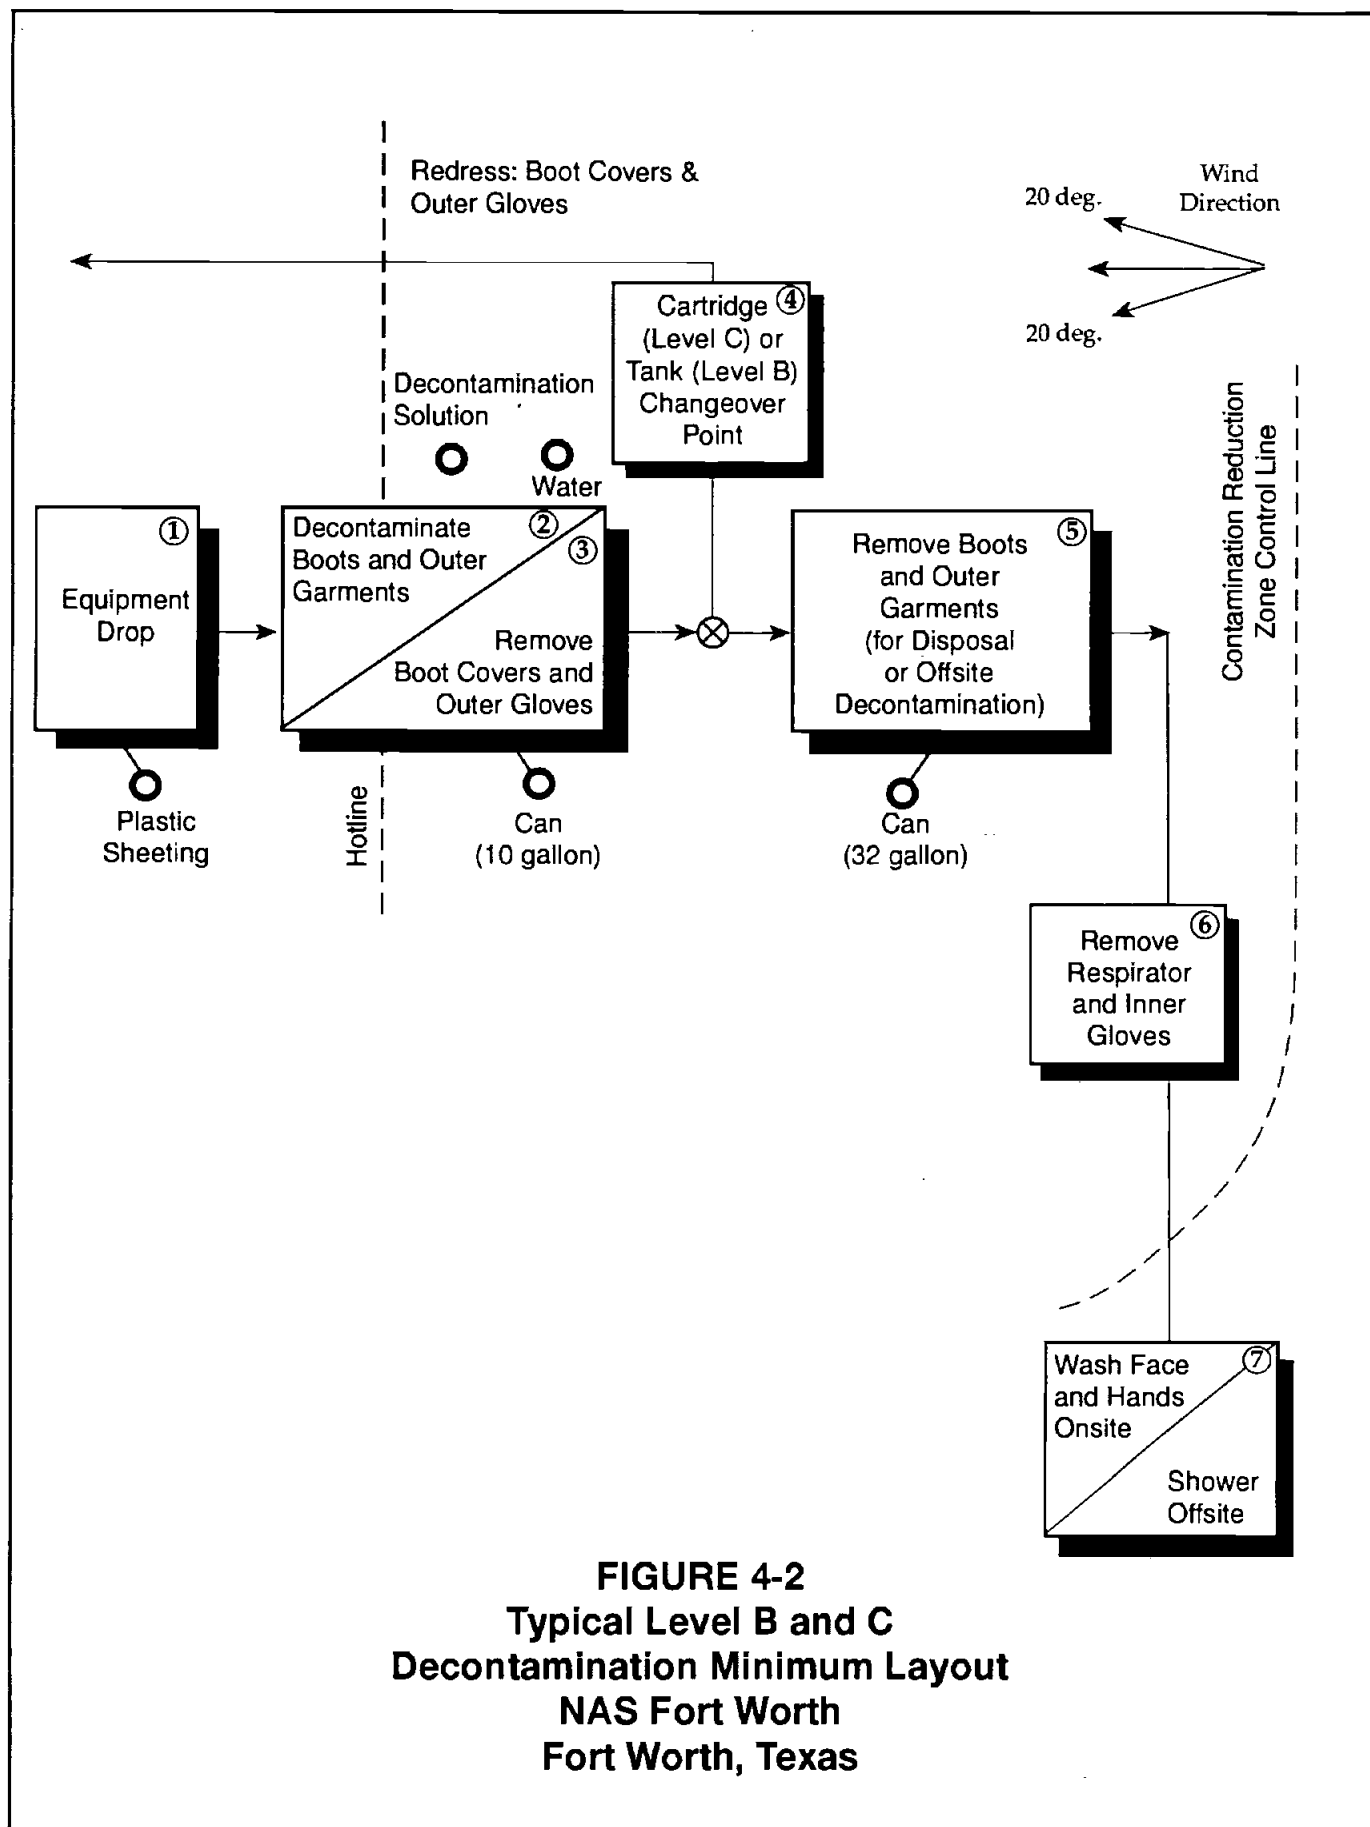 Redress: Boot Covers &
Outer Gloves
Wind
Direction
20 deg.
20 deg.
4
Cartridge
(Level C) or
Tank (Level B)
Changeover
Point
Decontamination
Solution
Water
Contamination Reduction
Zone Control Line
1
Equipment
Drop
2
Decontaminate
Boots and Outer
Garments
3
Remove
Boot Covers and
Outer Gloves
5
Remove Boots
and Outer
Garments
(for Disposal
or Offsite
Decontamination)
Plastic
Sheeting
Hotline
Can
(10 gallon)
Can
(32 gallon)
6
Remove
Respirator
and Inner
Gloves
7
Wash Face
and Hands
Onsite
Shower
Offsite
FIGURE 4-2
Typical Level B and C
Decontamination Minimum Layout
NAS Fort Worth
Fort Worth, Texas